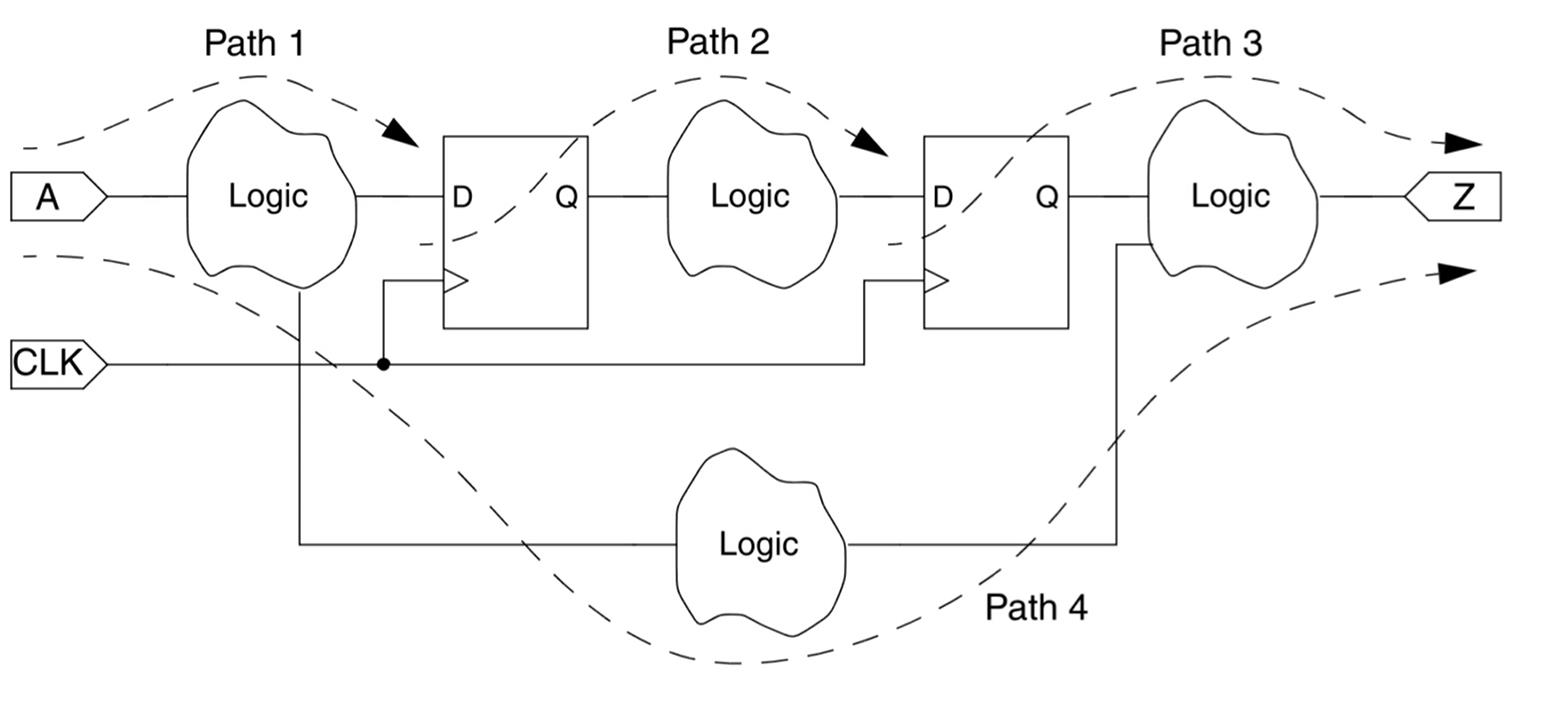 Path 1
Path 2
Path 3
A
Logic
D
Q
Logic
D
Q
Logic
Z
CLK
Logic
Path 4